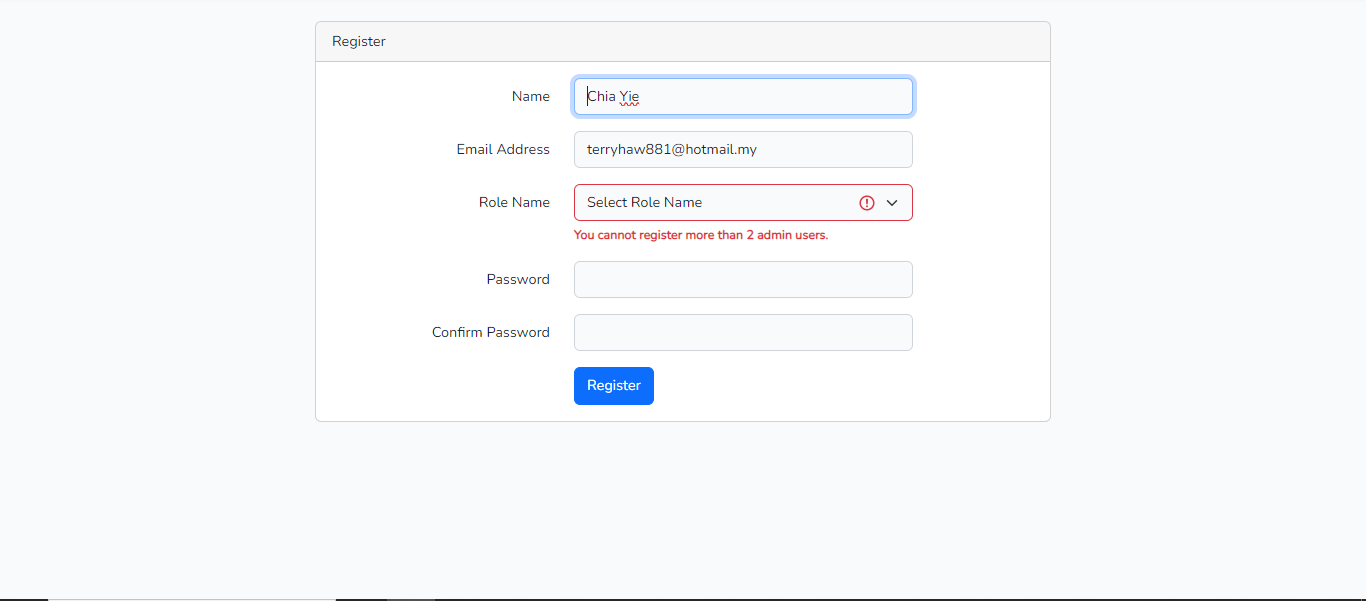 Register
Name Chia Yie
Email Address terryhaw881@hotmail.my
Role Name Select Role Name
You cannot register more than 2 admin users.
Password
Confirm Password
Register